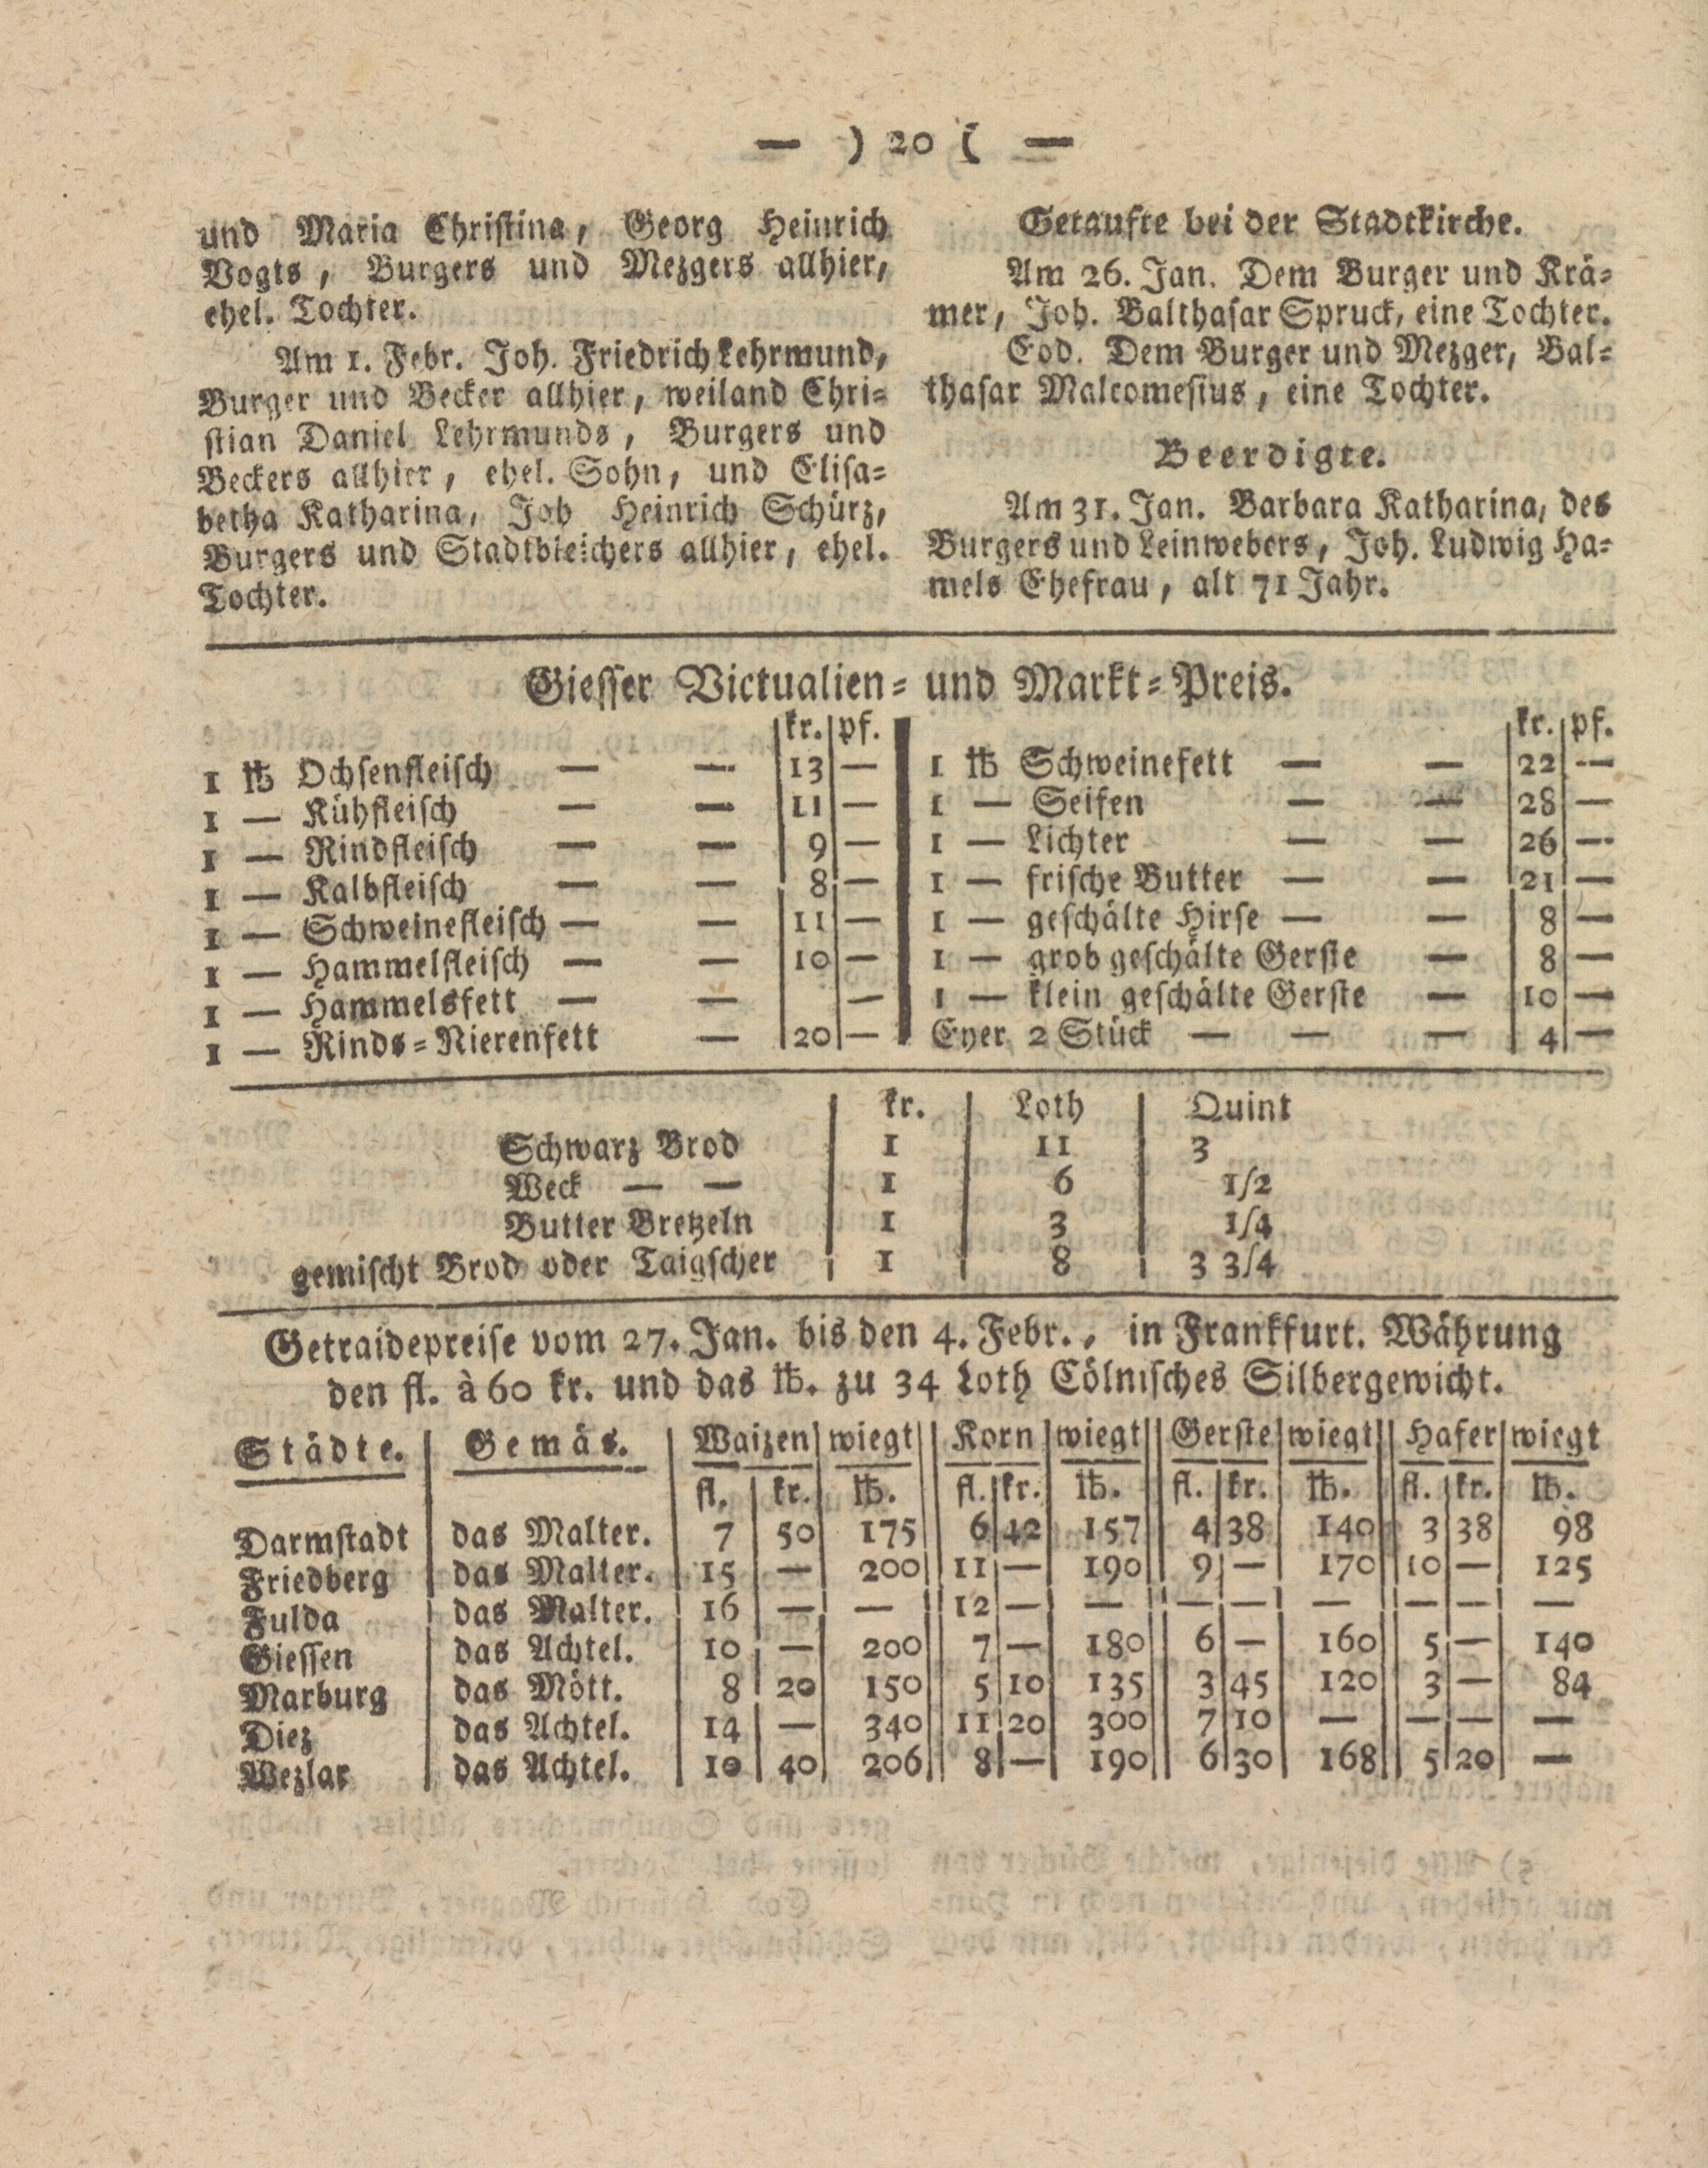 — ) 20 ( —
und Maria Christina, Georg Heinrich
Vogts, Burgers und Mezgers allhier,
ehel. Tochter.
Am 1. Febr. Joh. Friedrich Lehrmund,
Burger und Becker allhier, weiland Chri-
stian Daniel Lehrmunds, Burgers und
Beckers allhier, ehel. Sohn, und Elisa-
betha Katharina, Joh Heinrich Schürz,
Burgers und Stadtbleichers allhier, ehel.
Tochter.
Getaufte bei der Stadtkirche.
Am 26. Jan. Dem Burger und Krä-
mer, Joh. Balthasar Spruck, eine Tochter.
Eod. Dem Burger und Mezger, Bal-
thasar Malcomesius, eine Tochter.
Beerdigte.
Am 31. Jan. Barbara Katharina, des
Burgers und Leinwebers, Joh. Ludwig Ha-
mels Ehefrau, alt 71 Jahr.
Giesser Victualien- und Markt-Preis.
kr. pf.
1 ℔ Ochsenfleisch — — 13 —
1 — Kühfleisch — — 11 —
1 — Rindfleisch — — 9 —
1 — Kalbfleisch — — 8 —
1 — Schweinefleisch — — 11 —
1 — Hammelfleisch — — 10 —
1 — Hammelsfett — — —
1 — Rinds-Nierenfett — 20 —
kr. pf.
1 ℔ Schweinefett — — 22 —
1 — Seifen — — 28 —
1 — Lichter — — 26 —
1 — frische Butter — — 21 —
1 — geschälte Hirse — — 8 —
1 — grob geschälte Gerste — 8 —
1 — klein geschälte Gerste — 10 —
Eyer 2 Stück — — — 4 —
kr. Loth Quint
Schwarz Brod 1 11 3
Weck — — 1 6 1/2
Butter Bretzeln 1 3 1/4
gemischt Brod oder Taigscher 1 8 3 3/4
Getraidepreise vom 27. Jan. bis den 4. Febr., in Frankfurt. Währung
den fl. à 60 kr. und das ℔. zu 34 Loth Cölnisches Silbergewicht.
Städte. Gemäs. Waizen wiegt Korn wiegt Gerste wiegt Hafer wiegt
fl. kr. ℔. fl. kr. ℔. fl. kr. ℔. fl. kr. ℔.
Darmstadt das Malter. 7 50 175 6 42 157 4 38 140 3 38 98
Friedberg das Malter. 15 — 200 11 — 190 9 — 170 10 — 125
Fulda das Malter. 16 — — 12 — — — — — — — —
Giessen das Achtel. 10 — 200 7 — 180 6 — 160 5 — 140
Marburg das Mött. 8 20 150 5 10 135 3 45 120 3 — 84
Diez das Achtel. 14 — 340 11 20 300 7 10 — — — —
Wezlar das Achtel. 10 40 206 8 — 190 6 30 168 5 20 —